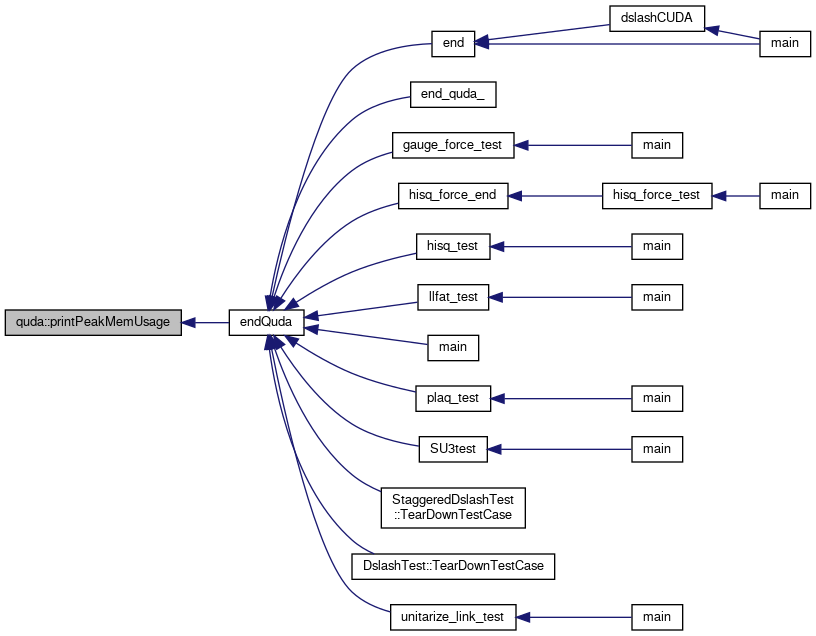 dslashCUDA
end
main
end_quda_
gauge_force_test
main
hisq_force_end
hisq_force_test
main
hisq_test
main
llfat_test
main
quda::printPeakMemUsage
endQuda
main
plaq_test
main
SU3test
main
StaggeredDslashTest
::TearDownTestCase
DslashTest::TearDownTestCase
unitarize_link_test
main